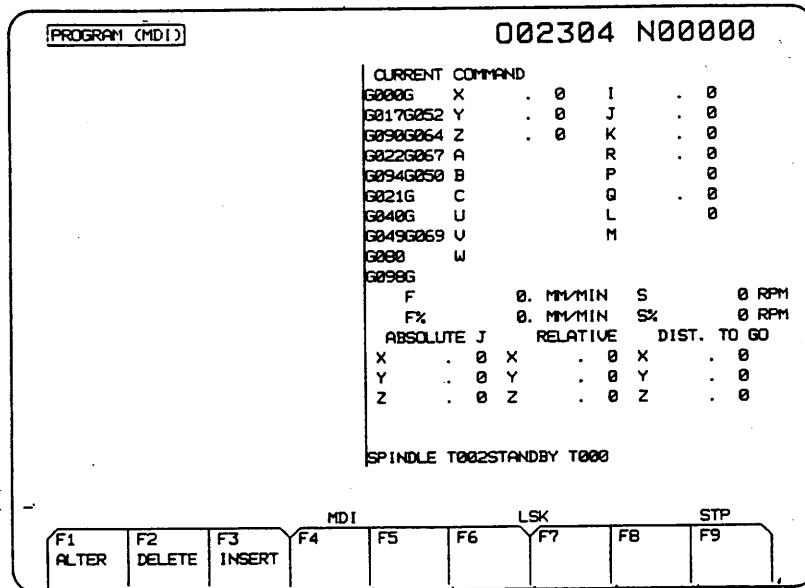 PROGRAM (MDI) O02304 N00000
CURRENT COMMAND
G000G X . 0 I . 0
G017G052 Y . 0 J . 0
G090G064 Z . 0 K . 0
G022G067 A R . 0
G094G050 B P 0
G021G C Q . 0
G040G U L 0
G049G069 V M
G080 W
G098G
F 0. MM/MIN S 0 RPM
F% 0. MM/MIN S% 0 RPM
ABSOLUTE J RELATIVE DIST. TO GO
X . 0 X . 0 X . 0
Y . 0 Y . 0 Y . 0
Z . 0 Z . 0 Z . 0
SPINDLE T002STANDBY T000
MDI LSK STP
F1 F2 F3 F4 F5 F6 F7 F8 F9
ALTER DELETE INSERT